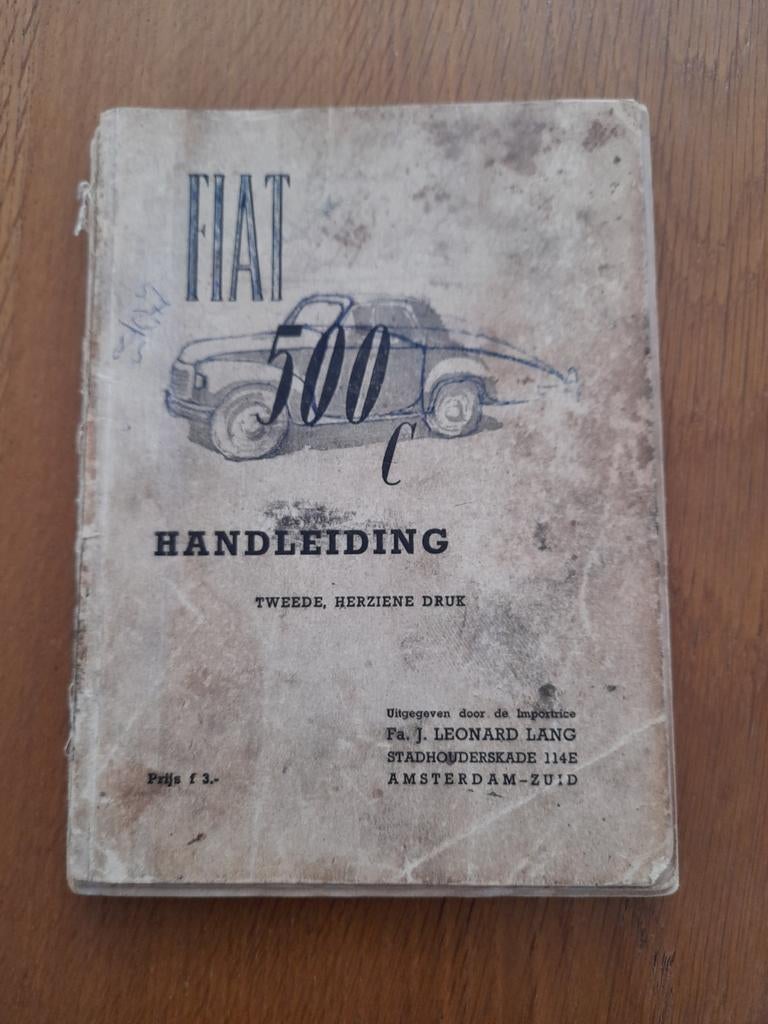 FIAT
500
C
HANDLEIDING
TWEEDE, HERZIENE DRUK
Uitgegeven door de Importrice
Fa. J. LEONARD LANG
STADHOUDERSKADE 114E
Prijs f 3.-
AMSTERDAM-ZUID